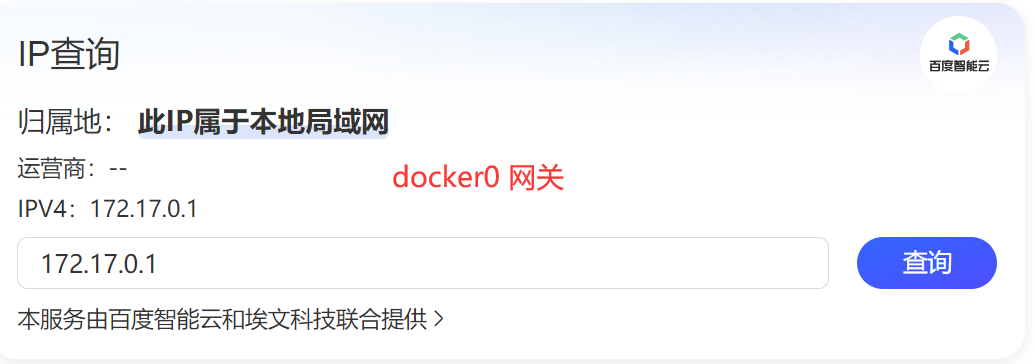 IP查询
百度智能云
归属地： 此IP属于本地局域网
运营商：--
docker0 网关
IPV4：172.17.0.1
172.17.0.1
查询
本服务由百度智能云和埃文科技联合提供 >